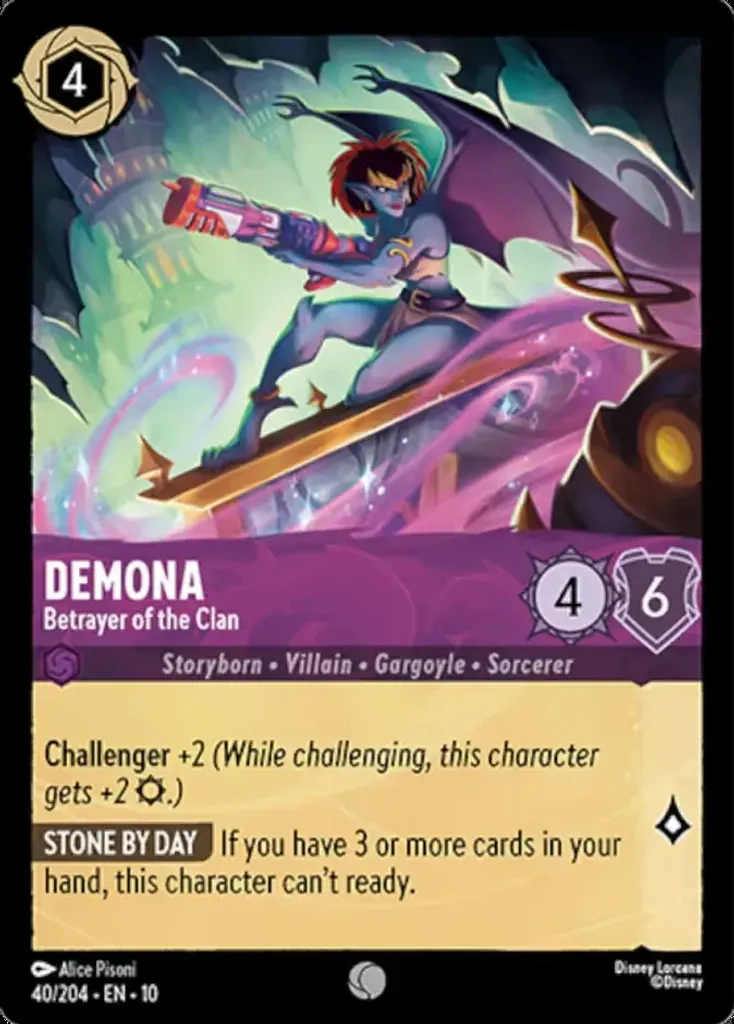 4
DEMONA
Betrayer of the Clan
4
6
Storyborn • Villain • Gargoyle • Sorcerer
Challenger +2 (While challenging, this character
gets +2 .)
STONE BY DAY If you have 3 or more cards in your
hand, this character can't ready.
Alice Pisoni
40/204 • EN • 10
Disney Lorcana
©Disney